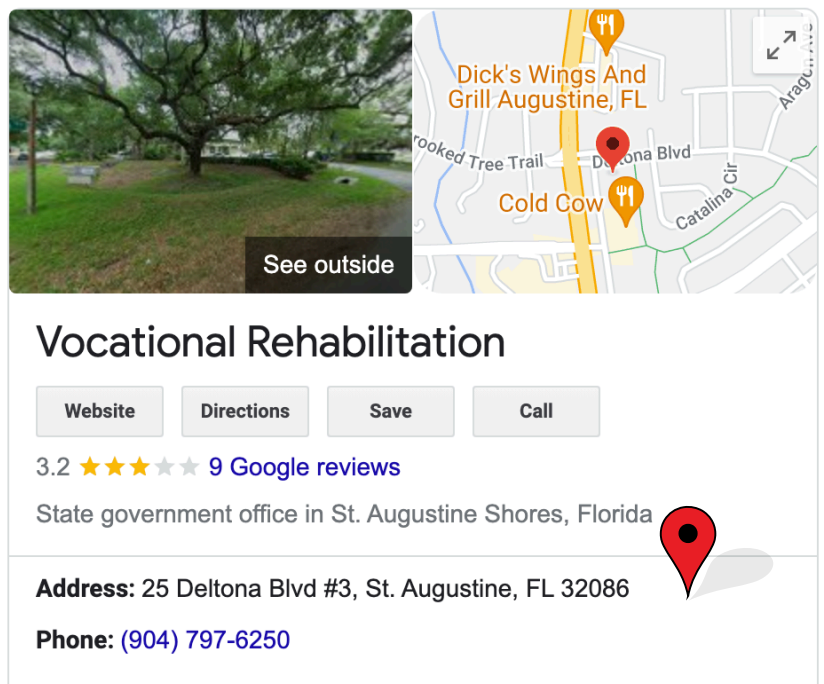 Dick's Wings And
Grill Augustine, FL
Aragon Ave
rooked Tree Trail
Deltona Blvd
Cold Cow
Catalina Cir
See outside
Vocational Rehabilitation
Website Directions Save Call
3.2 9 Google reviews
State government office in St. Augustine Shores, Florida
Address: 25 Deltona Blvd #3, St. Augustine, FL 32086
Phone: (904) 797-6250